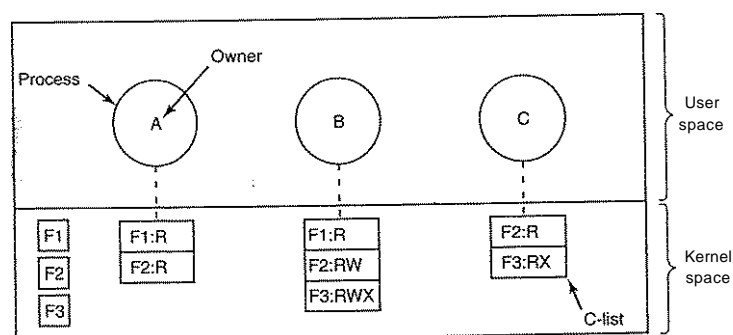 Owner
Process
A
B
C
User
space
F1
F2
F3
F1:R
F2:R
F1:R
F2:RW
F3:RWX
F2:R
F3:RX
C-list
Kernel
space